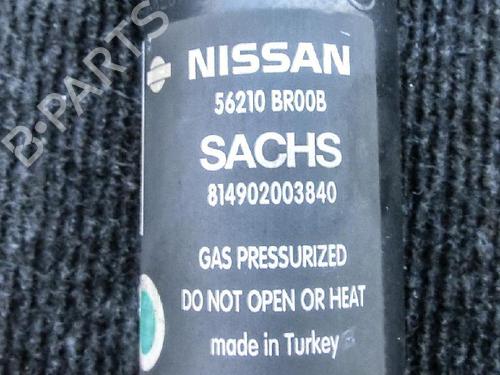 B-PARTS
NISSAN
56210 BR00B
SACHS
814902003840
GAS PRESSURIZED
DO NOT OPEN OR HEAT
made in Turkey